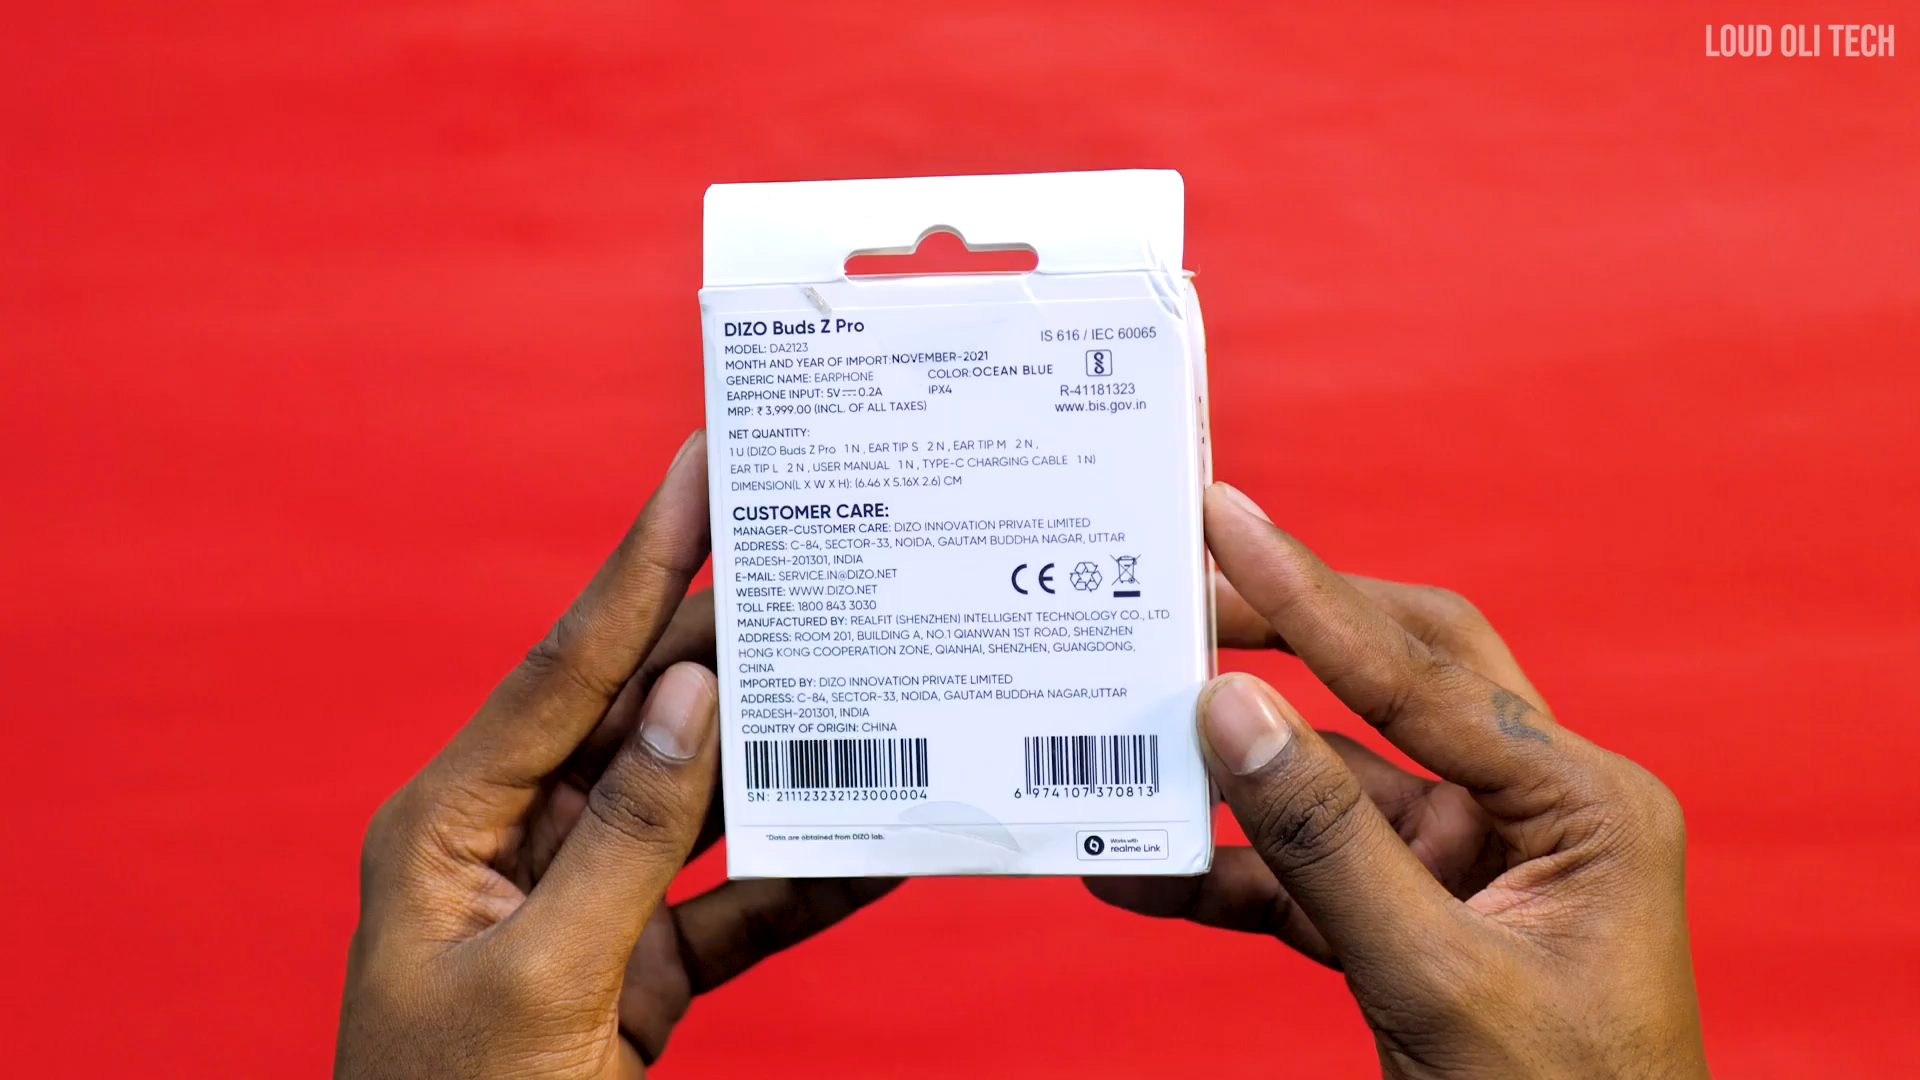 LOUD OLI TECH
DIZO Buds Z Pro
MODEL: DA2123
MONTH AND YEAR OF IMPORT:NOVEMBER-2021
GENERIC NAME: EARPHONE
COLOR:OCEAN BLUE
EARPHONE INPUT: 5V⎓0.2A
IPX4
MRP: ₹ 3,999.00 (INCL. OF ALL TAXES)
IS 616 / IEC 60065
R-41181323
www.bis.gov.in
NET QUANTITY:
1 U (DIZO Buds Z Pro 1 N , EAR TIP S 2 N , EAR TIP M 2 N ,
EAR TIP L 2 N , USER MANUAL 1 N , TYPE-C CHARGING CABLE 1 N)
DIMENSION(L X W X H): (6.46 X 5.16X 2.6) CM
CUSTOMER CARE:
MANAGER-CUSTOMER CARE: DIZO INNOVATION PRIVATE LIMITED
ADDRESS: C-84, SECTOR-33, NOIDA, GAUTAM BUDDHA NAGAR, UTTAR
PRADESH-201301, INDIA
E-MAIL: SERVICE.IN@DIZO.NET
WEBSITE: WWW.DIZO.NET
TOLL FREE: 1800 843 3030
CE
MANUFACTURED BY: REALFIT (SHENZHEN) INTELLIGENT TECHNOLOGY CO., LTD
ADDRESS: ROOM 201, BUILDING A, NO.1 QIANWAN 1ST ROAD, SHENZHEN
HONG KONG COOPERATION ZONE, QIANHAI, SHENZHEN, GUANGDONG,
CHINA
IMPORTED BY: DIZO INNOVATION PRIVATE LIMITED
ADDRESS: C-84, SECTOR-33, NOIDA, GAUTAM BUDDHA NAGAR,UTTAR
PRADESH-201301, INDIA
COUNTRY OF ORIGIN: CHINA
SN: 211123232123000004
6 974107 370813
*Data are obtained from DIZO lab.
Works with
realme Link